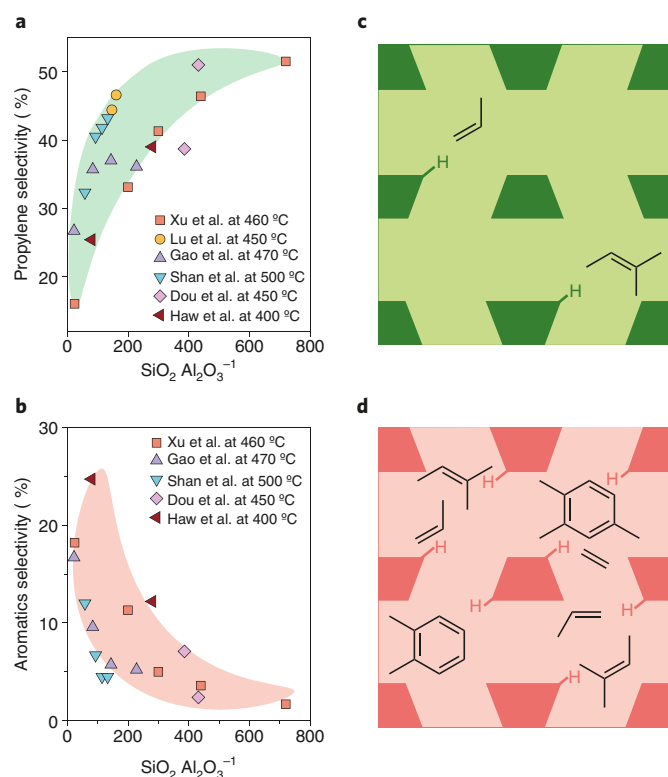 a
Propylene selectivity ( %)
50
40
30
20
0
200
400
600
800
SiO₂ Al₂O₃⁻¹
Xu et al. at 460 ºC
Lu et al. at 450 ºC
Gao et al. at 470 ºC
Shan et al. at 500 ºC
Dou et al. at 450 ºC
Haw et al. at 400 ºC
b
Aromatics selectivity ( %)
30
20
10
0
0
200
400
600
800
SiO₂ Al₂O₃⁻¹
Xu et al. at 460 ºC
Gao et al. at 470 ºC
Shan et al. at 500 ºC
Dou et al. at 450 ºC
Haw et al. at 400 ºC
c
H
H
d
H
H
H
H
H
H
H